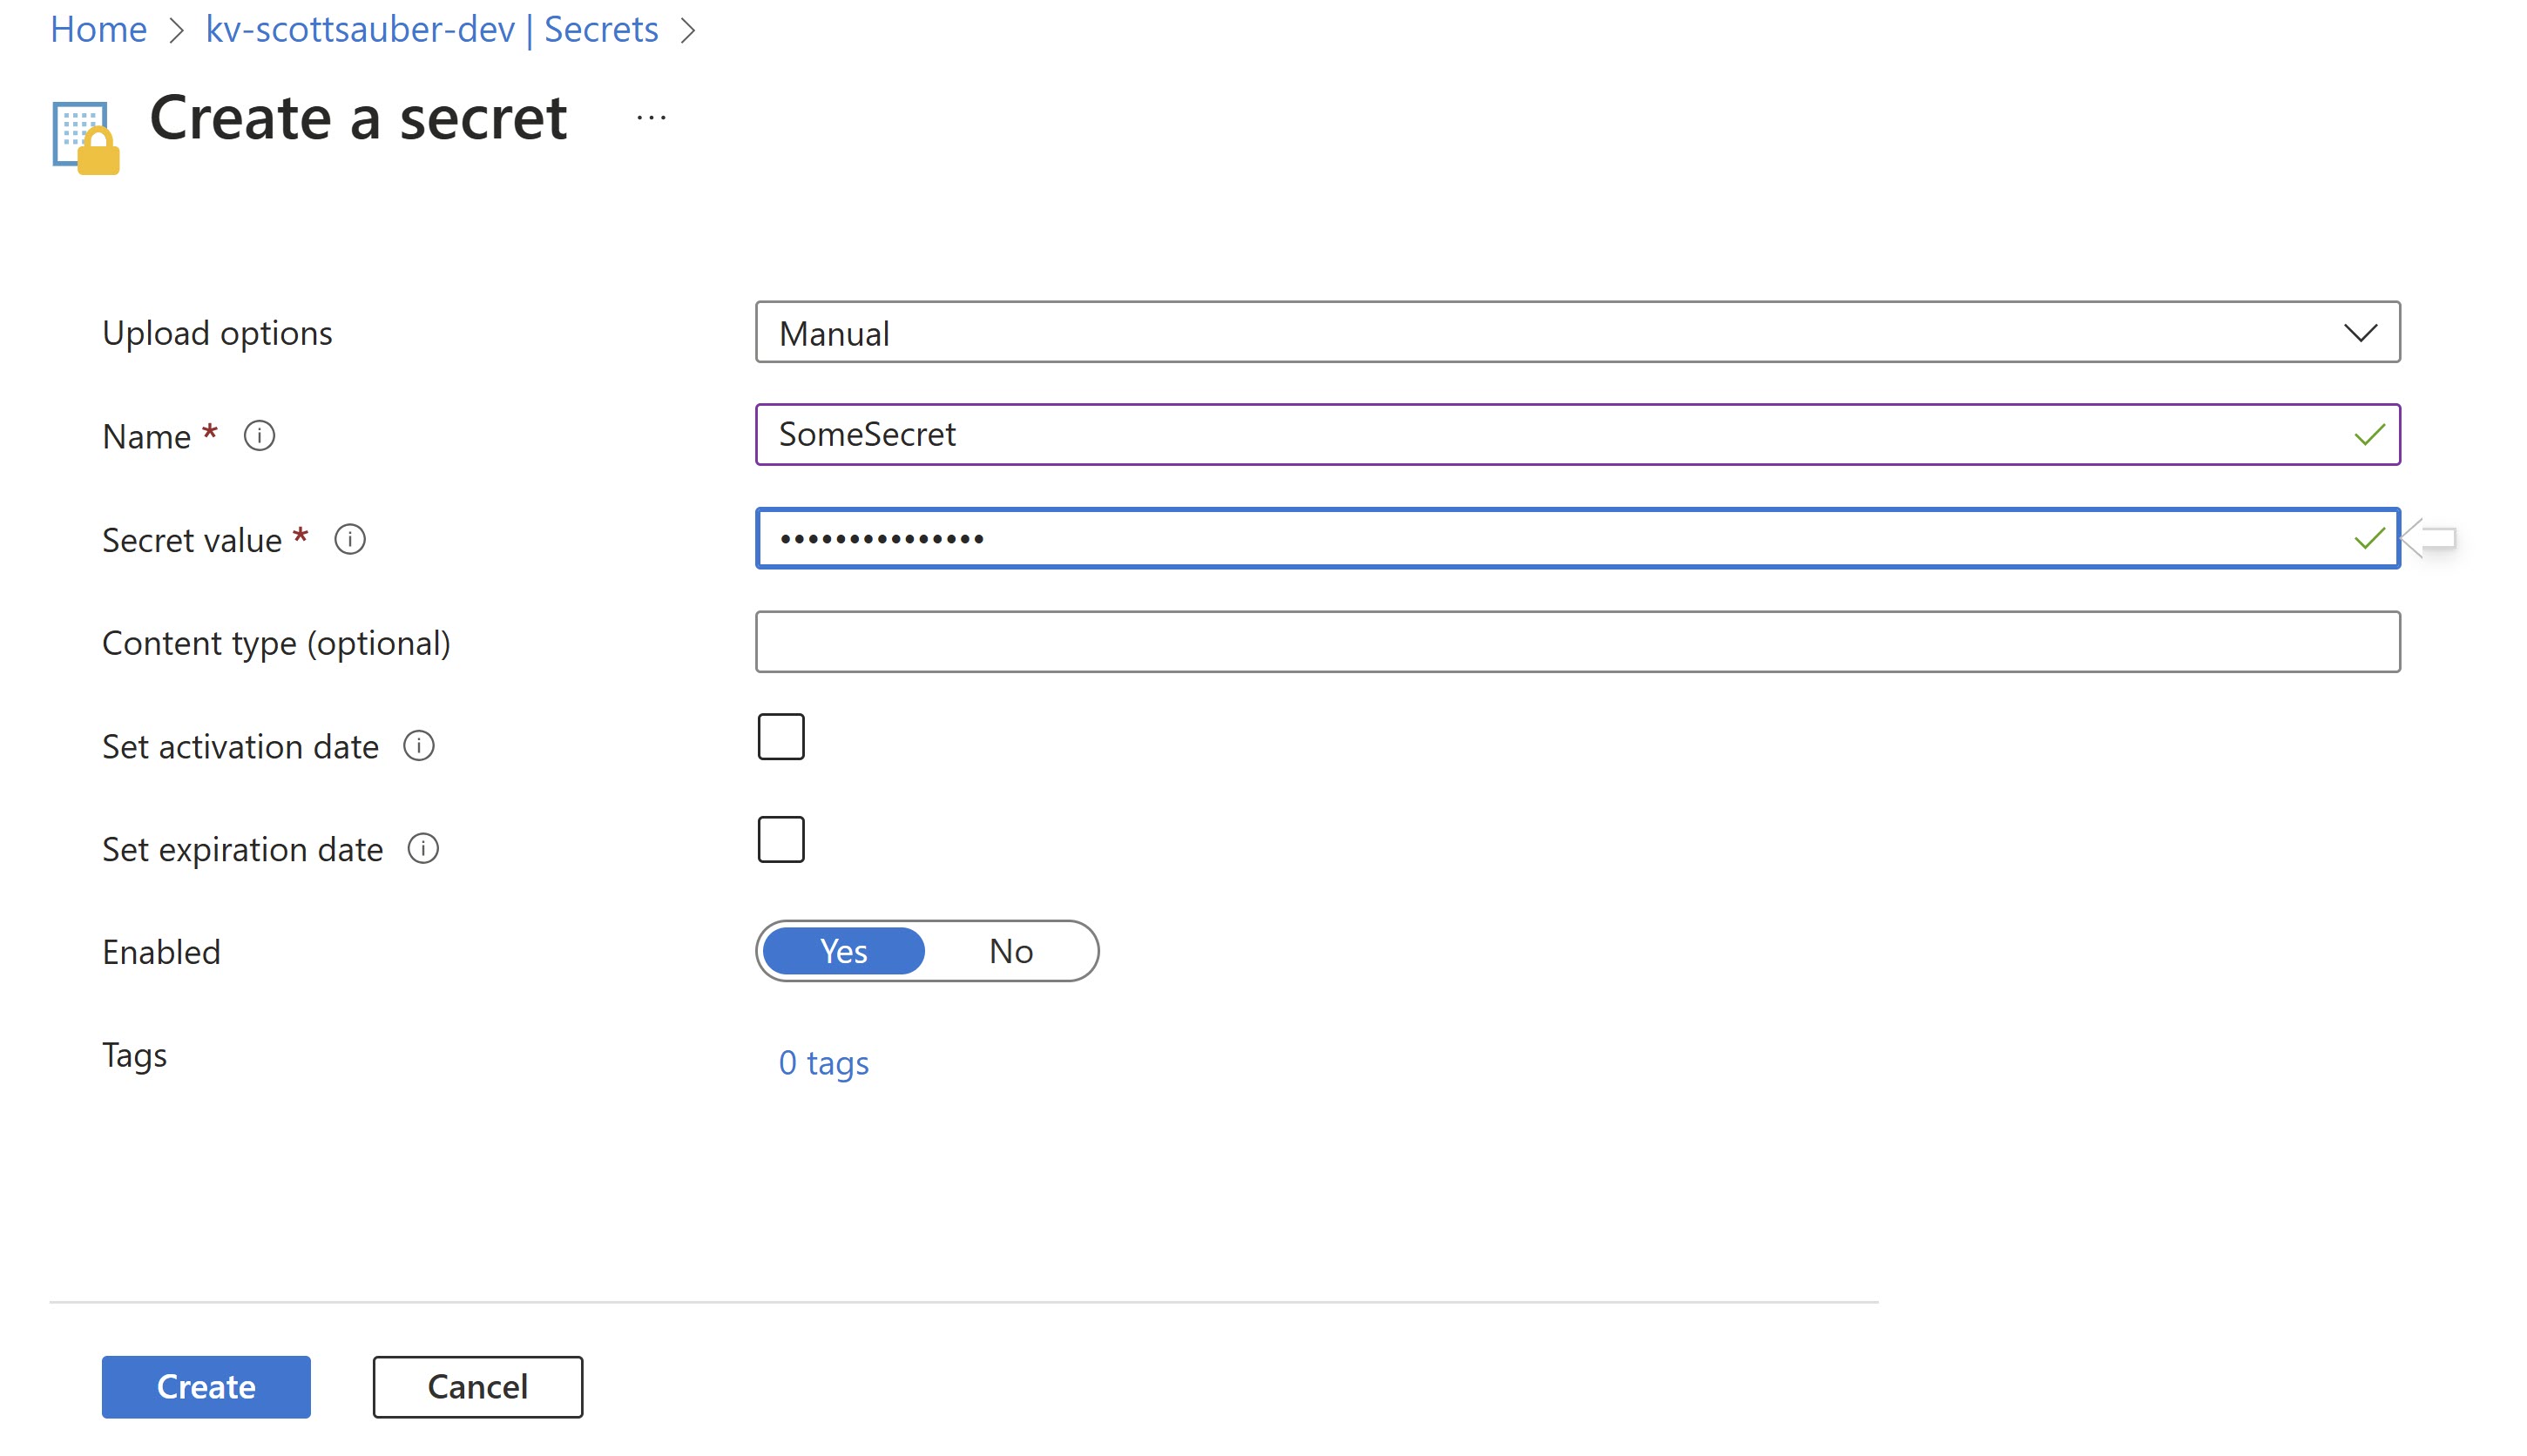 Home > kv-scottsauber-dev | Secrets >
Create a secret ...
Upload options Manual
Name * SomeSecret
Secret value * •••••••••••••••
Content type (optional)
Set activation date
Set expiration date
Enabled Yes No
Tags 0 tags
Create Cancel